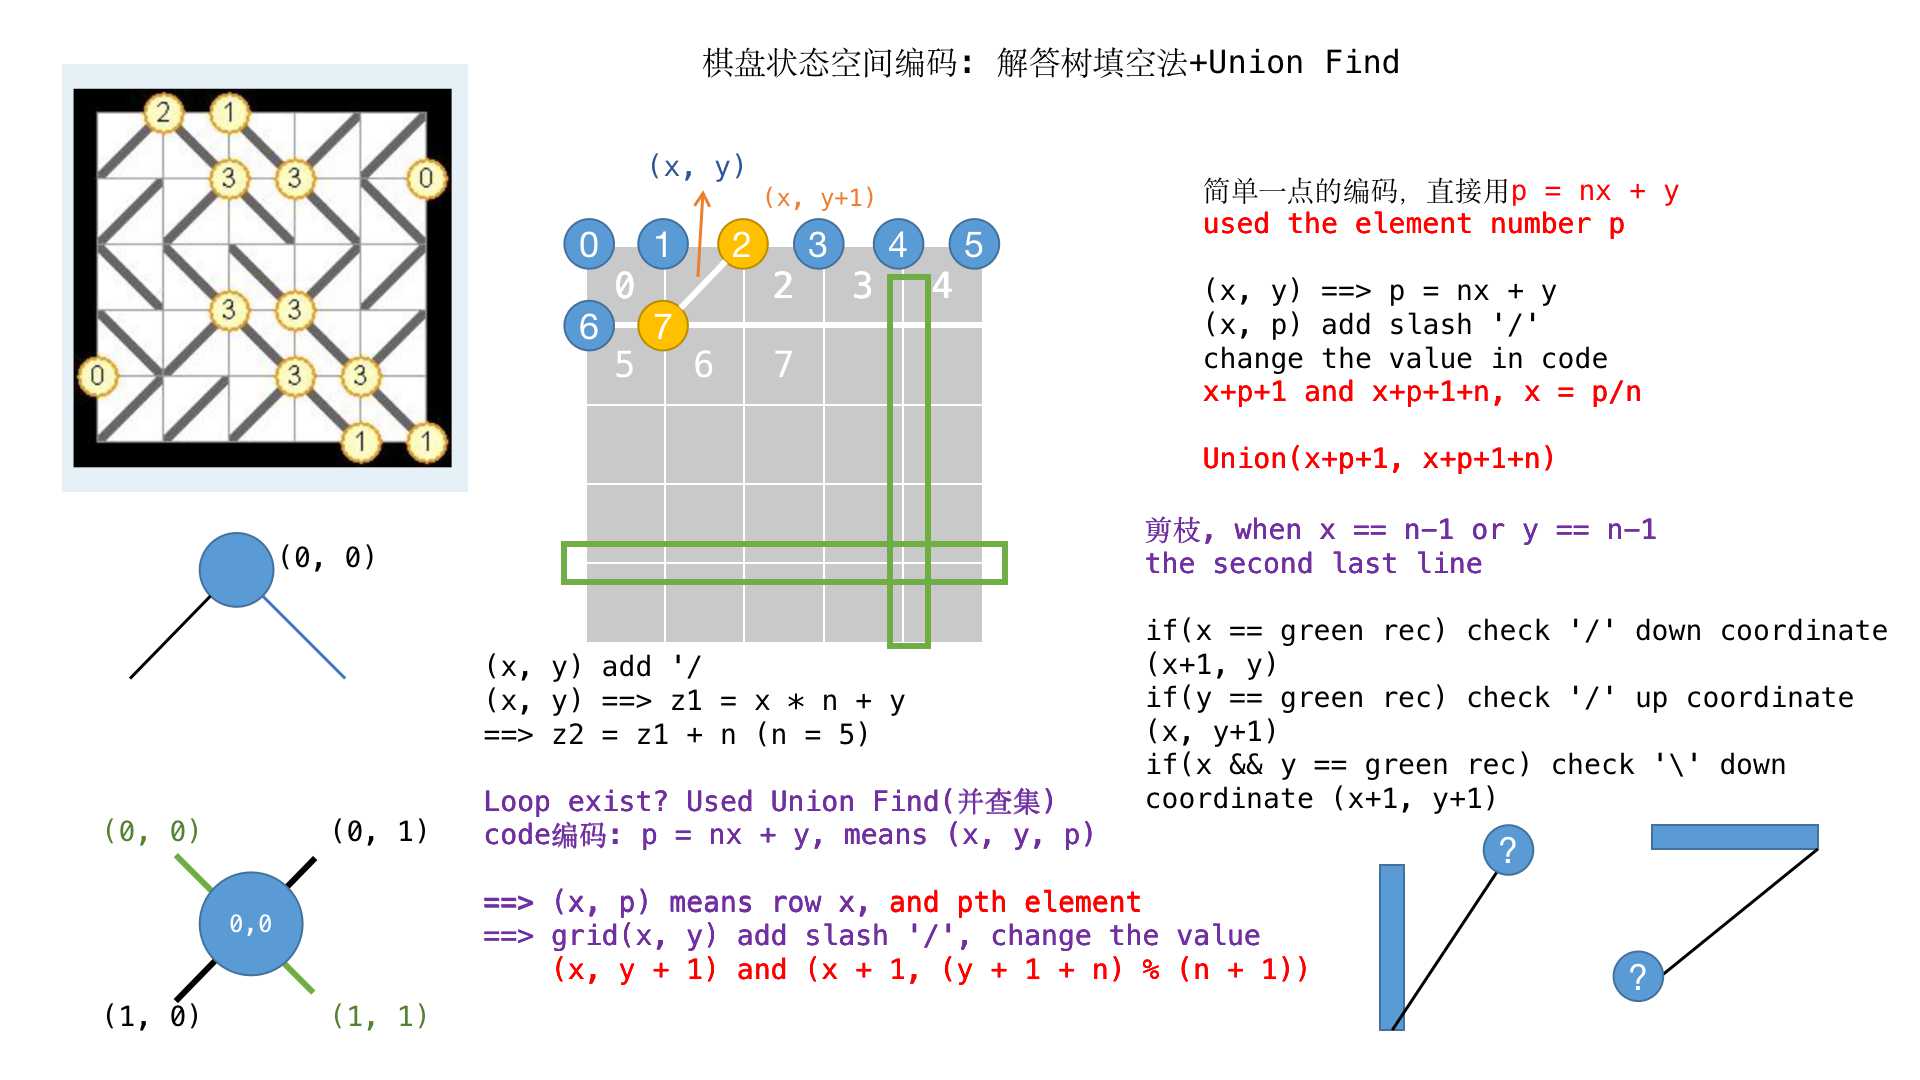 棋盘状态空间编码: 解答树填空法+Union Find
2 1
3 3 0
3 3
0 3 3
1 1
(0, 0)
(0, 0) (0, 1)
0,0
(1, 0) (1, 1)
(x, y)
(x, y+1)
0 1 2 3 4 5
0 2 3 4
6 7
5 6 7
(x, y) add '/
(x, y) ==> z1 = x * n + y
==> z2 = z1 + n (n = 5)
Loop exist? Used Union Find(并查集)
code编码: p = nx + y, means (x, y, p)
==> (x, p) means row x, and pth element
==> grid(x, y) add slash '/', change the value
(x, y + 1) and (x + 1, (y + 1 + n) % (n + 1))
简单一点的编码，直接用p = nx + y
used the element number p
(x, y) ==> p = nx + y
(x, p) add slash '/'
change the value in code
x+p+1 and x+p+1+n, x = p/n
Union(x+p+1, x+p+1+n)
剪枝, when x == n-1 or y == n-1
the second last line
if(x == green rec) check '/' down coordinate
(x+1, y)
if(y == green rec) check '/' up coordinate
(x, y+1)
if(x && y == green rec) check '\' down
coordinate (x+1, y+1)
?
?